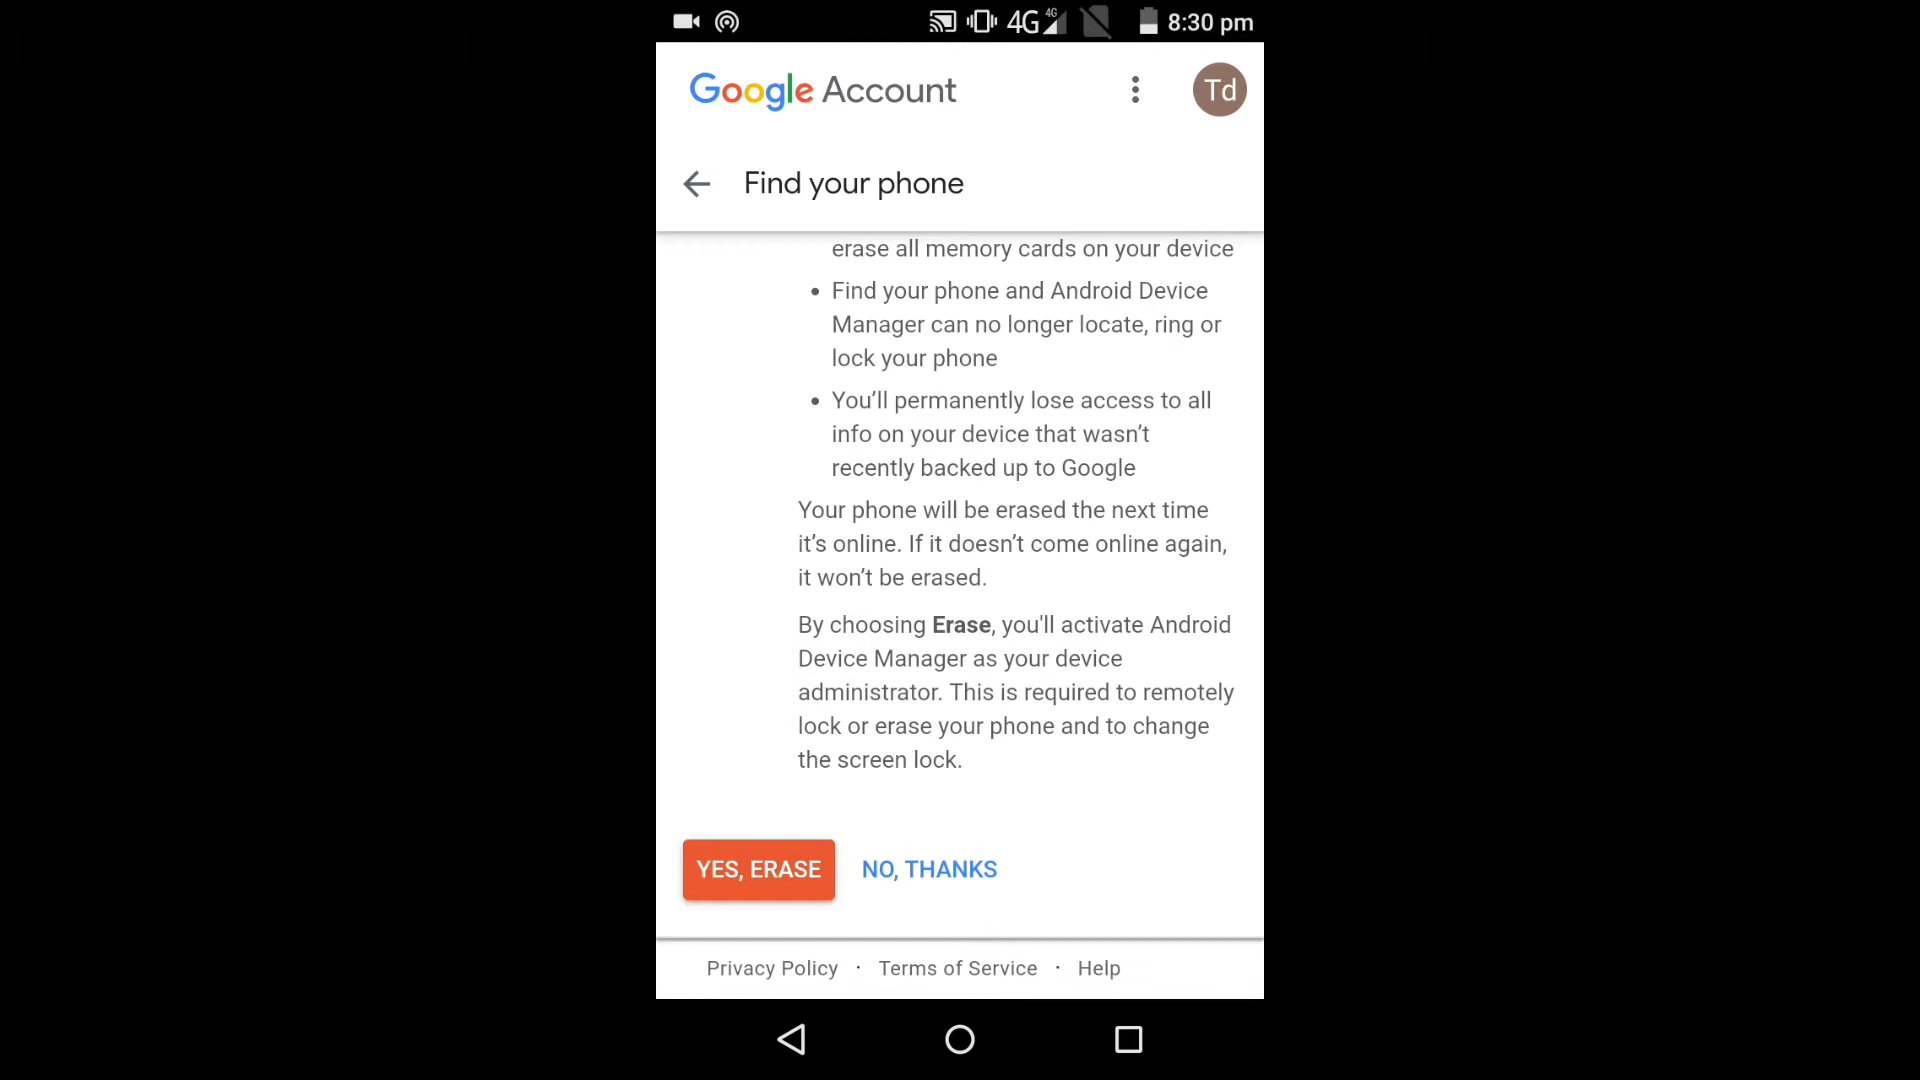 4G 4G 8:30 pm
Google Account
Td
Find your phone
erase all memory cards on your device
• Find your phone and Android Device
Manager can no longer locate, ring or
lock your phone
• You’ll permanently lose access to all
info on your device that wasn’t
recently backed up to Google
Your phone will be erased the next time
it’s online. If it doesn’t come online again,
it won’t be erased.
By choosing Erase, you'll activate Android
Device Manager as your device
administrator. This is required to remotely
lock or erase your phone and to change
the screen lock.
YES, ERASE NO, THANKS
Privacy Policy · Terms of Service · Help